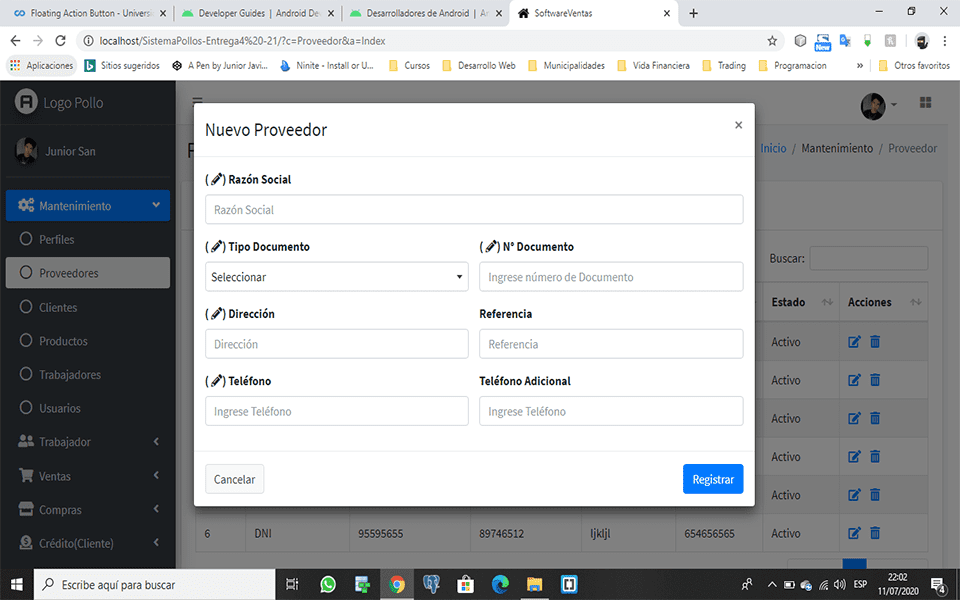 Floating Action Button - Universi
Developer Guides | Android De
Desarrolladores de Android | An
SoftwareVentas
localhost/SistemaPollos-Entrega4%20-21/?c=Proveedor&a=Index
New
Aplicaciones
Sitios sugeridos
A Pen by Junior Javi...
Ninite - Install or U...
Cursos
Desarrollo Web
Municipalidades
Vida Financiera
Trading
Programacion
»
Otros favoritos
Logo Pollo
Junior San
Mantenimiento
Perfiles
Proveedores
Clientes
Productos
Trabajadores
Usuarios
Trabajador
Ventas
Compras
Crédito(Cliente)
Inicio / Mantenimiento / Proveedor
Nuevo Proveedor
×
( ) Razón Social
Razón Social
( ) Tipo Documento
( ) N° Documento
Seleccionar
Ingrese número de Documento
( ) Dirección
Referencia
Dirección
Referencia
( ) Teléfono
Teléfono Adicional
Ingrese Teléfono
Ingrese Teléfono
Cancelar
Registrar
Buscar:
Estado
Acciones
Activo
Activo
Activo
Activo
Activo
6 DNI 95595655 89746512 ljkljl 654656565 Activo
Escribe aquí para buscar
ESP
22:02
11/07/2020
4